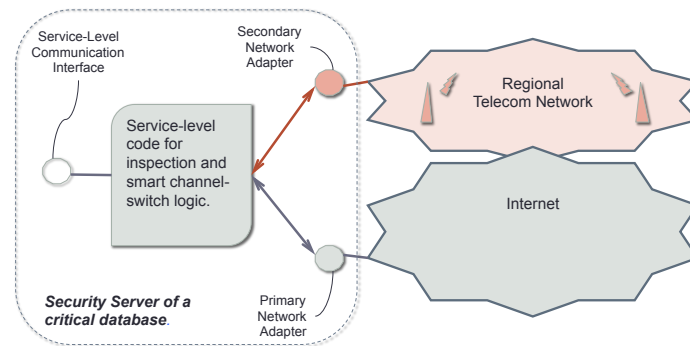 Service-Level
Communication
Interface
Secondary
Network
Adapter
Regional
Telecom Network
Service-level
code for
inspection and
smart channel-
switch logic.
Internet
Security Server of a
critical database.
Primary
Network
Adapter